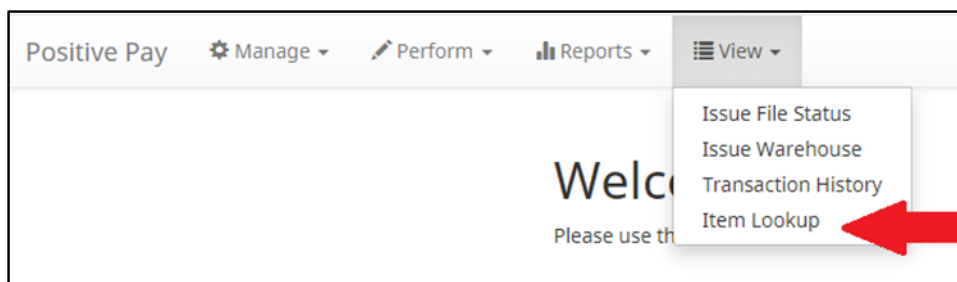 Positive Pay Manage Perform Reports View
Issue File Status
Issue Warehouse
Transaction History
Item Lookup
Welc
Please use th